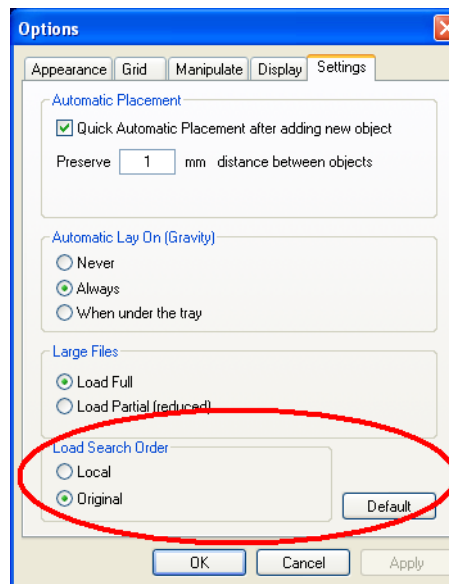 Options
Appearance Grid Manipulate Display Settings
Automatic Placement
Quick Automatic Placement after adding new object
Preserve 1 mm distance between objects
Automatic Lay On (Gravity)
Never
Always
When under the tray
Large Files
Load Full
Load Partial (reduced)
Load Search Order
Local
Original
Default
OK Cancel Apply